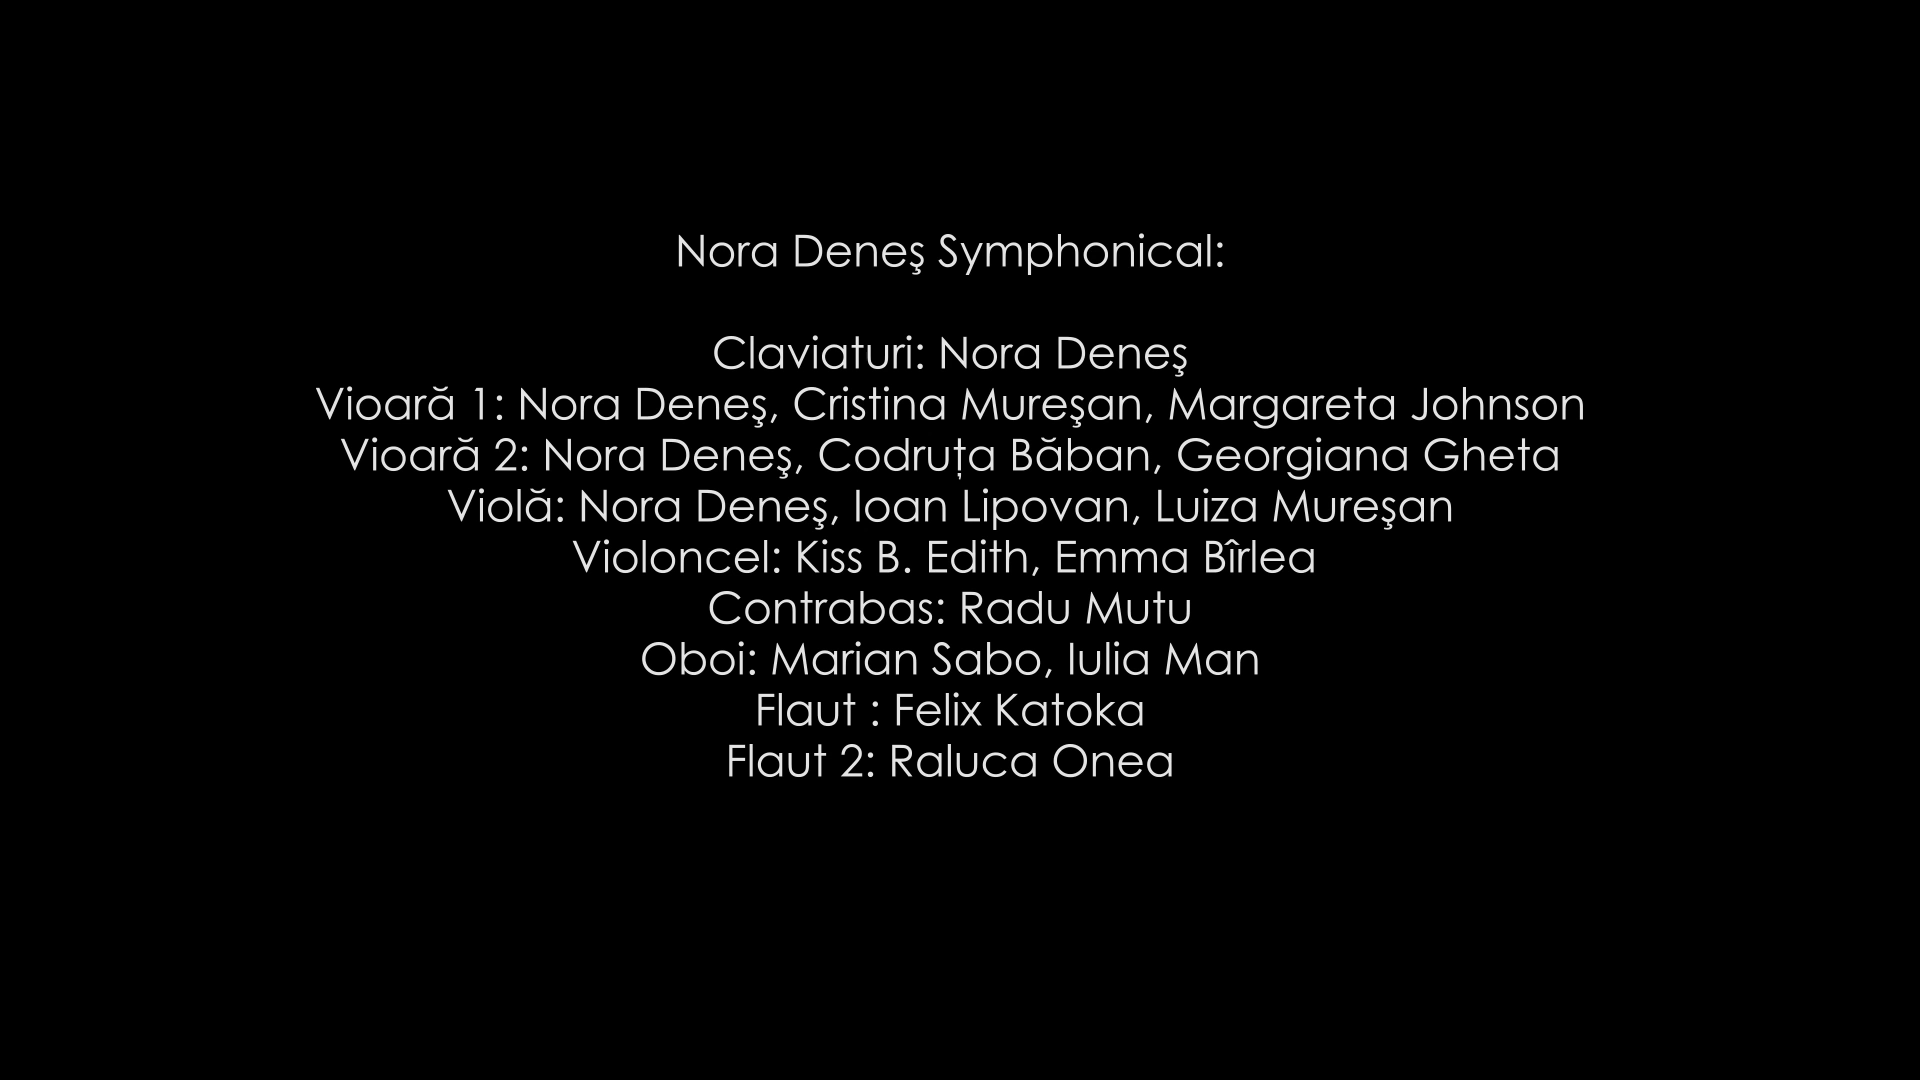 Nora Deneş Symphonical:
Claviaturi: Nora Deneş
Vioară 1: Nora Deneş, Cristina Mureşan, Margareta Johnson
Vioară 2: Nora Deneş, Codruța Băban, Georgiana Gheta
Violă: Nora Deneş, Ioan Lipovan, Luiza Mureşan
Violoncel: Kiss B. Edith, Emma Bîrlea
Contrabas: Radu Mutu
Oboi: Marian Sabo, Iulia Man
Flaut : Felix Katoka
Flaut 2: Raluca Onea